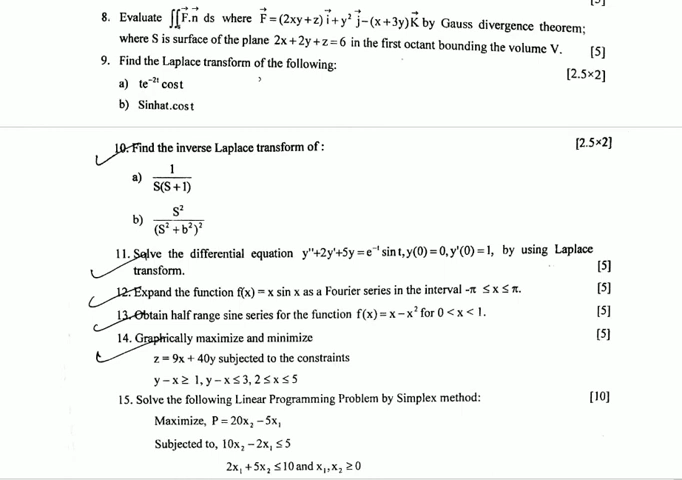 8. Evaluate ∬ₛ F⃗.n⃗ ds where F⃗ = (2xy + z) i⃗ + y² j⃗ – (x + 3y) K⃗ by Gauss divergence theorem;
where S is surface of the plane 2x + 2y + z = 6 in the first octant bounding the volume V. [5]
9. Find the Laplace transform of the following: [2.5×2]
a) te⁻²ᵗ cost
b) Sinhat.cost
10. Find the inverse Laplace transform of : [2.5×2]
a) 1 / S(S + 1)
b) S² / (S² + b²)²
11. Solve the differential equation y''+2y'+5y = e⁻ᵗ sin t, y(0) = 0, y'(0) = 1, by using Laplace
transform. [5]
12. Expand the function f(x) = x sin x as a Fourier series in the interval -π ≤ x ≤ π. [5]
13. Obtain half range sine series for the function f(x) = x – x² for 0 < x < 1. [5]
14. Graphically maximize and minimize [5]
z = 9x + 40y subjected to the constraints
y – x ≥ 1, y – x ≤ 3, 2 ≤ x ≤ 5
15. Solve the following Linear Programming Problem by Simplex method: [10]
Maximize, P = 20x₂ – 5x₁
Subjected to, 10x₂ – 2x₁ ≤ 5
2x₁ + 5x₂ ≤ 10 and x₁, x₂ ≥ 0